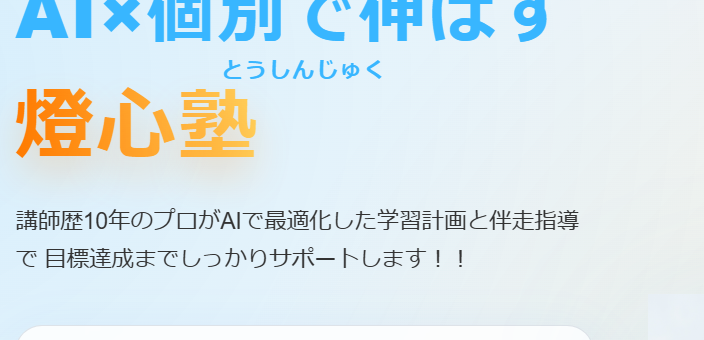 AI×個別で伸ばす
とうしんじゅく
燈心塾
講師歴10年のプロがAIで最適化した学習計画と伴走指導
で 目標達成までしっかりサポートします！！